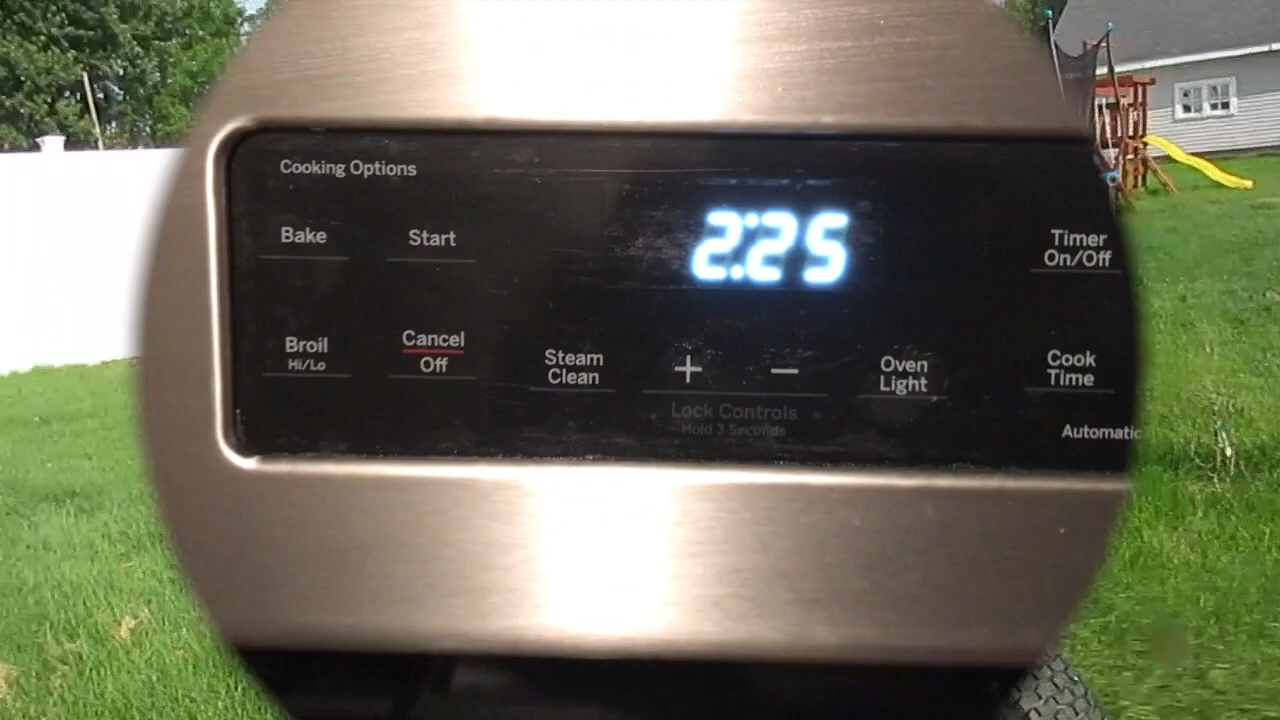 Cooking Options
2:25
Bake
Start
Timer
On/Off
Broil
Hi/Lo
Cancel
Off
Steam
Clean
+
−
Oven
Light
Cook
Time
Lock Controls
Hold 3 Seconds
Automatic